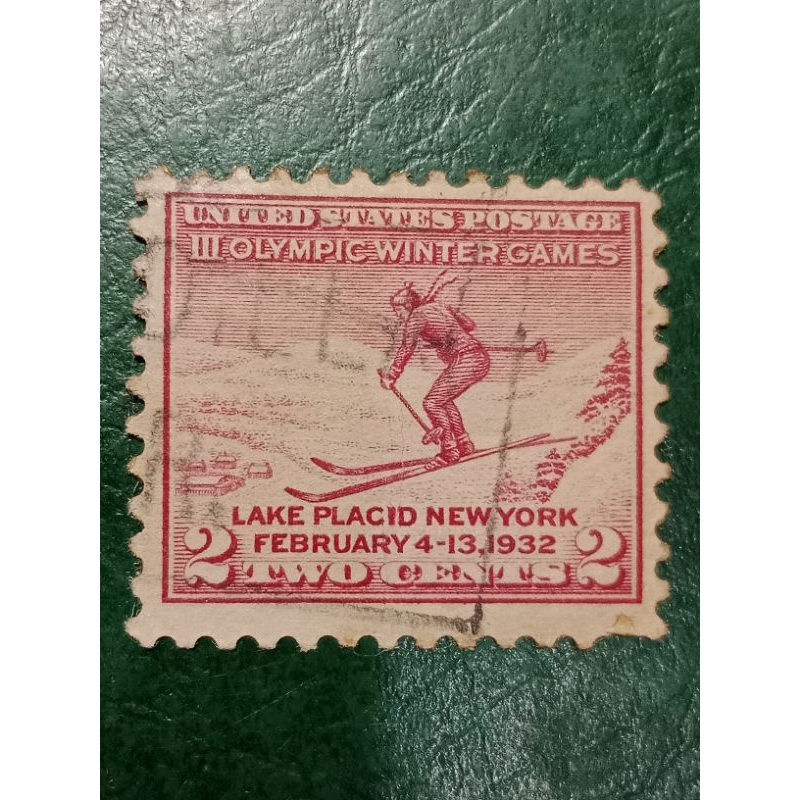 UNITED STATES POSTAGE
III OLYMPIC WINTER GAMES
LAKE PLACID NEW YORK
FEBRUARY 4-13, 1932
2 TWO CENTS 2